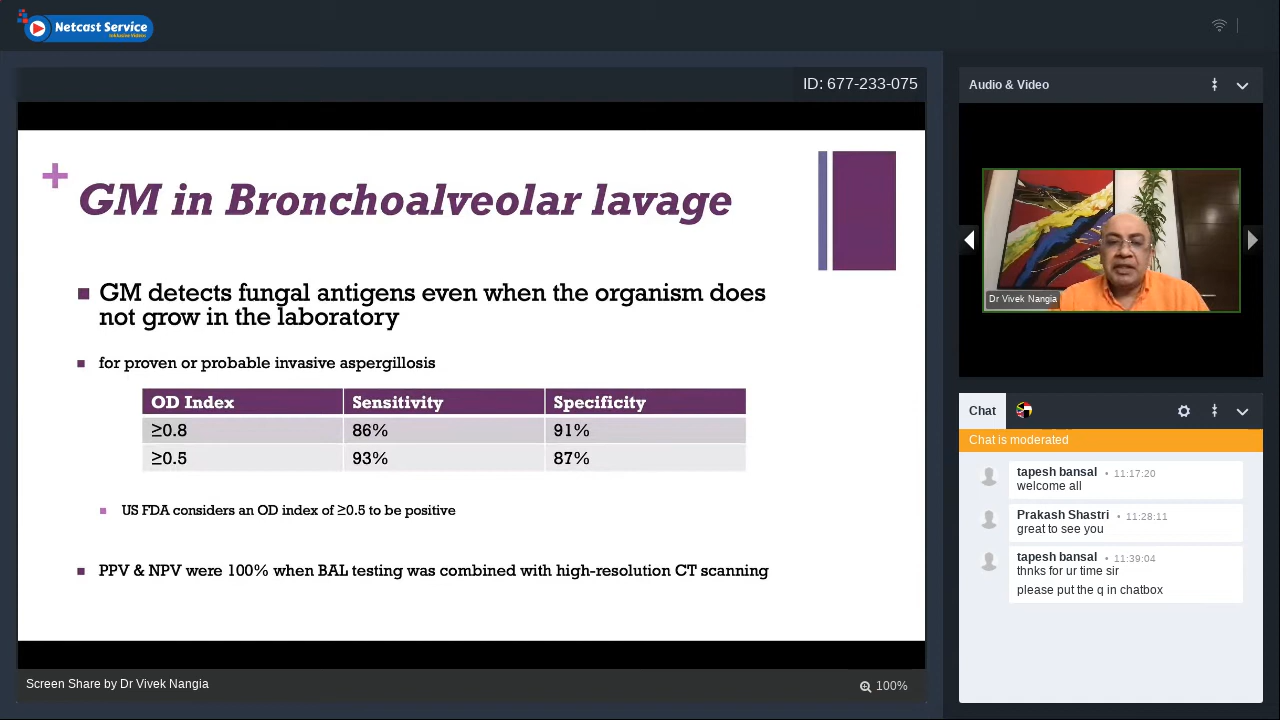 Netcast Service
Inklusive Video
ID: 677-233-075
+ GM in Bronchoalveolar lavage
GM detects fungal antigens even when the organism does
not grow in the laboratory
for proven or probable invasive aspergillosis
OD Index Sensitivity Specificity
≥0.8 86% 91%
≥0.5 93% 87%
US FDA considers an OD index of ≥0.5 to be positive
PPV & NPV were 100% when BAL testing was combined with high-resolution CT scanning
Screen Share by Dr Vivek Nangia
100%
Audio & Video
Dr Vivek Nangia
Chat
Chat is moderated
tapesh bansal • 11:17:20
welcome all
Prakash Shastri • 11:28:11
great to see you
tapesh bansal • 11:39:04
thnks for ur time sir
please put the q in chatbox